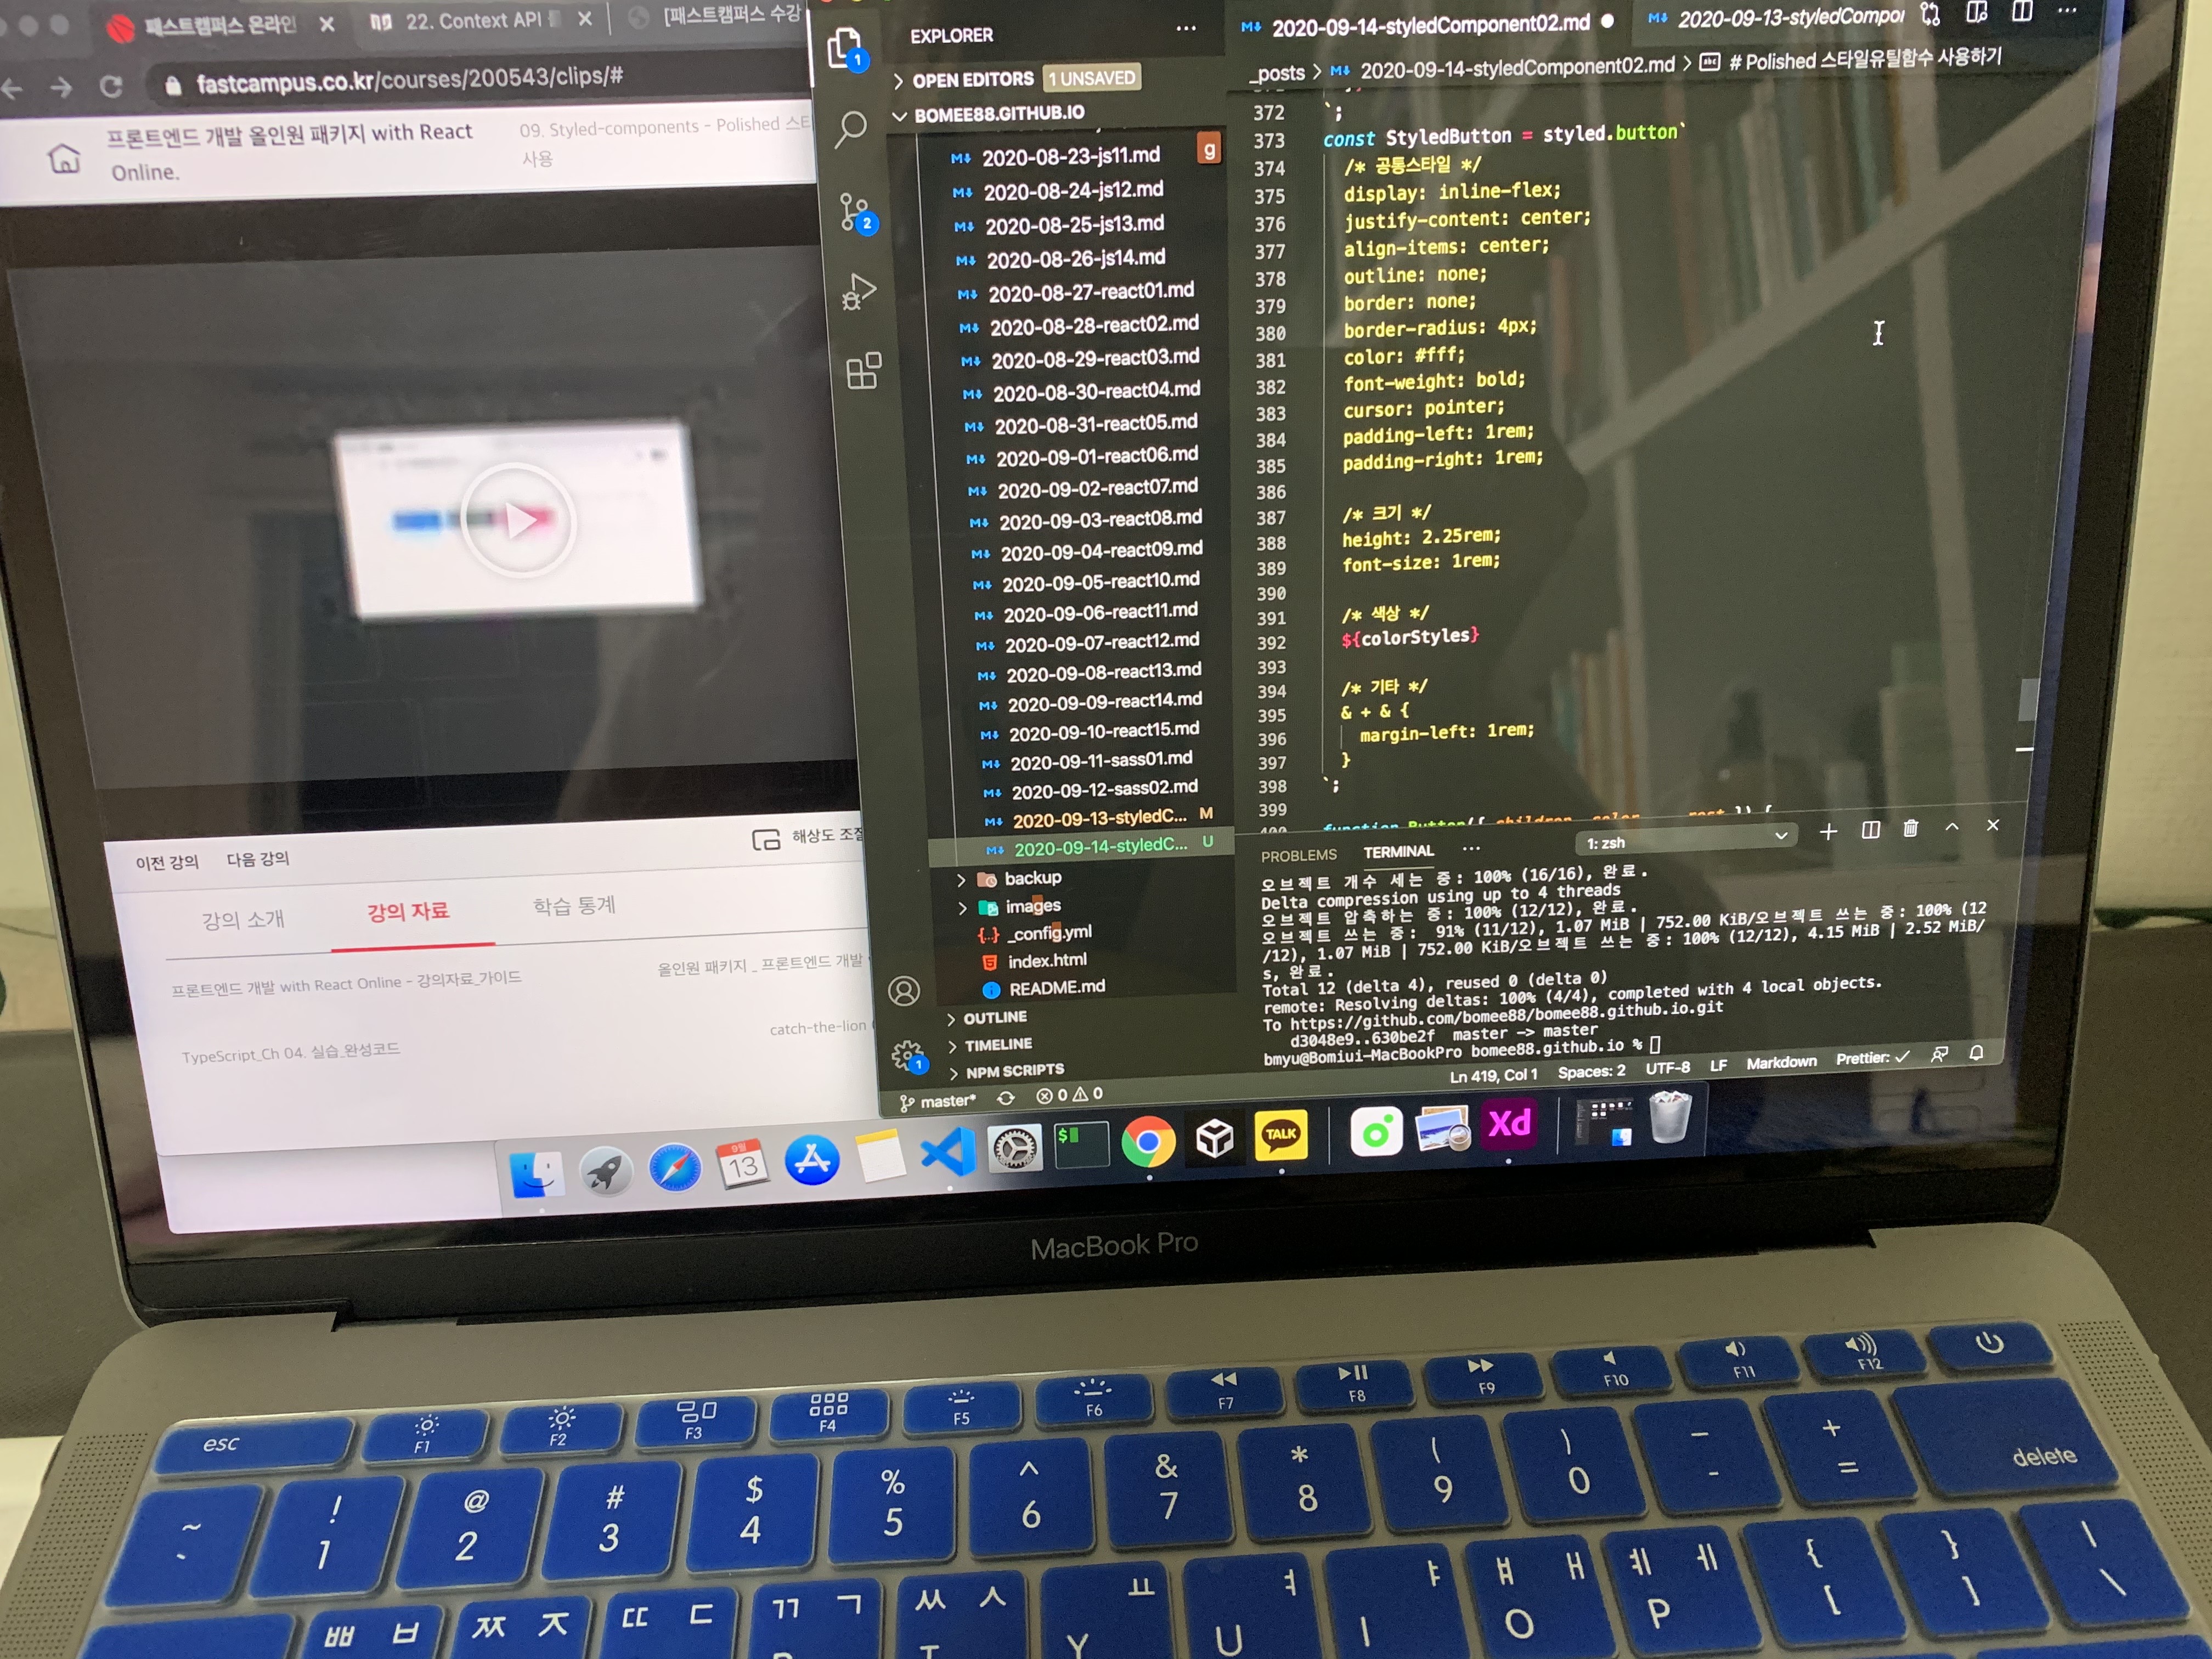 패스트캠퍼스 온라인
22. Context API
[패스트캠퍼스 수강
fastcampus.co.kr/courses/200543/clips/#
프론트엔드 개발 올인원 패키지 with React
Online.
09. Styled-components - Polished 스
사용
이전 강의
다음 강의
해상도 조절
강의 소개
강의 자료
학습 통계
프론트엔드 개발 with React Online - 강의자료_가이드
올인원 패키지 _ 프론트엔드 개발
catch-the-lion
TypeScript_Ch 04. 실습_완성코드
EXPLORER
OPEN EDITORS 1 UNSAVED
BOMEE88.GITHUB.IO
2020-08-23-js11.md
g
2020-08-24-js12.md
2020-08-25-js13.md
2020-08-26-js14.md
2020-08-27-react01.md
2020-08-28-react02.md
2020-08-29-react03.md
2020-08-30-react04.md
2020-08-31-react05.md
2020-09-01-react06.md
2020-09-02-react07.md
2020-09-03-react08.md
2020-09-04-react09.md
2020-09-05-react10.md
2020-09-06-react11.md
2020-09-07-react12.md
2020-09-08-react13.md
2020-09-09-react14.md
2020-09-10-react15.md
2020-09-11-sass01.md
2020-09-12-sass02.md
2020-09-13-styledC... M
2020-09-14-styledC... U
backup
images
_config.yml
index.html
README.md
OUTLINE
TIMELINE
NPM SCRIPTS
1
2
1
master*
0 0
2020-09-14-styledComponent02.md
2020-09-13-styledCompor
_posts > 2020-09-14-styledComponent02.md > # Polished 스타일유틸함수 사용하기
372 `;
373 const StyledButton = styled.button`
374 /* 공통스타일 */
375 display: inline-flex;
376 justify-content: center;
377 align-items: center;
378 outline: none;
379 border: none;
380 border-radius: 4px;
381 color: #fff;
382 font-weight: bold;
383 cursor: pointer;
384 padding-left: 1rem;
385 padding-right: 1rem;
386
387 /* 크기 */
388 height: 2.25rem;
389 font-size: 1rem;
390
391 /* 색상 */
392 ${colorStyles}
393
394 /* 기타 */
395 & + & {
396 margin-left: 1rem;
397 }
398 `;
399
PROBLEMS TERMINAL ... 1: zsh
오브젝트 개수 세는 중: 100% (16/16), 완료.
Delta compression using up to 4 threads
오브젝트 압축하는 중: 100% (12/12), 완료.
오브젝트 쓰는 중: 91% (11/12), 1.07 MiB | 752.00 KiB/오브젝트 쓰는 중: 100% (12
/12), 1.07 MiB | 752.00 KiB/오브젝트 쓰는 중: 100% (12/12), 4.15 MiB | 2.52 MiB/
s, 완료.
Total 12 (delta 4), reused 0 (delta 0)
remote: Resolving deltas: 100% (4/4), completed with 4 local objects.
To https://github.com/bomee88/bomee88.github.io.git
d3048e9..630be2f master -> master
bmyu@Bomiui-MacBookPro bomee88.github.io %
Ln 419, Col 1 Spaces: 2 UTF-8 LF Markdown Prettier: ✓
9월
13
$
TALK
Xd
MacBook Pro
esc F1 F2 F3 F4 F5 F6 F7 F8 F9 F10 F11 F12
~ ! @ # $ % ^ & * ( ) _ +
` 1 2 3 4 5 6 7 8 9 0 - = delete
ㅃ ㅂ ㅉ ㅈ ㄸ ㄷ ㄲ ㄱ ㅆ ㅅ ㅛ ㅕ ㅑ ㅒ ㅐ ㅖ ㅔ { } |
Y U I O P [ ] \